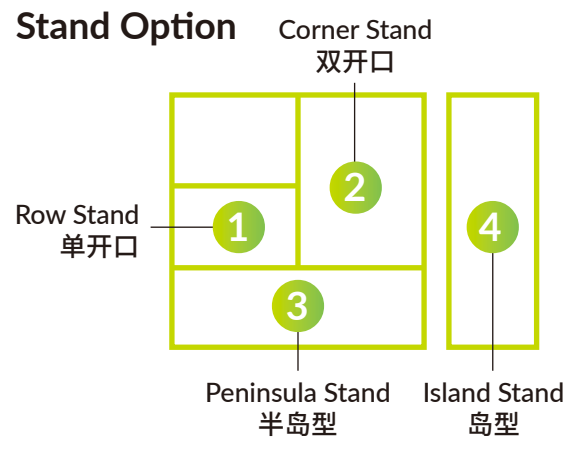 Stand Option
Corner Stand
双开口
2
Row Stand
单开口
1
4
3
Peninsula Stand
半岛型
Island Stand
岛型